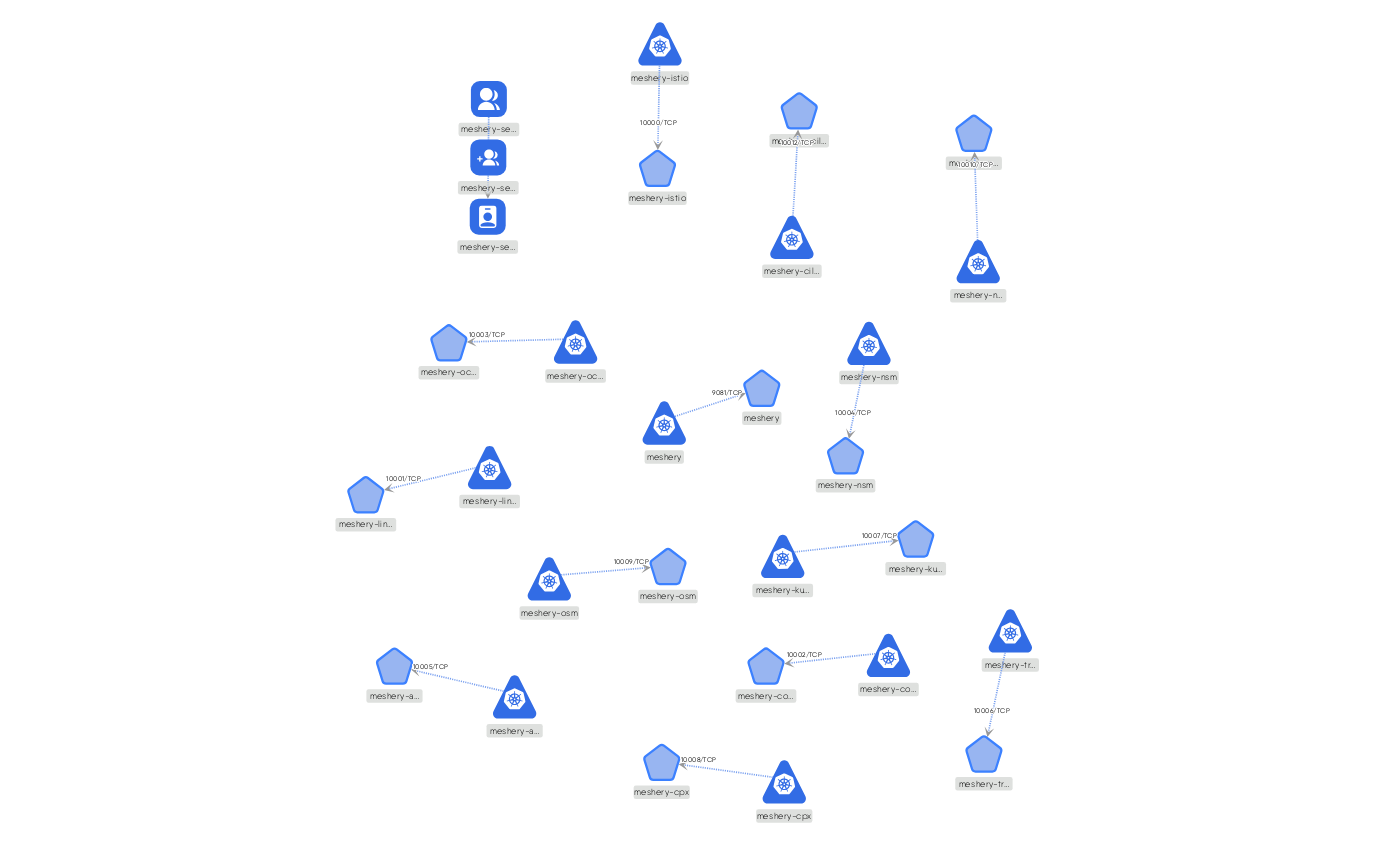 meshery-istio
10000/TCP
meshery-istio
meshery-se...
meshery-se...
meshery-se...
10012/TCP
meshery-cil...
10010/TCP
meshery-n...
10003/TCP
meshery-oc...
meshery-oc...
meshery-nsm
10004/TCP
meshery-nsm
9081/TCP
meshery
meshery
10001/TCP
meshery-lin...
meshery-lin...
10007/TCP
meshery-ku...
meshery-ku...
10009/TCP
meshery-osm
meshery-osm
meshery-tr...
10006/TCP
meshery-tr...
10002/TCP
meshery-co...
meshery-co...
10005/TCP
meshery-a...
meshery-a...
10008/TCP
meshery-cpx
meshery-cpx